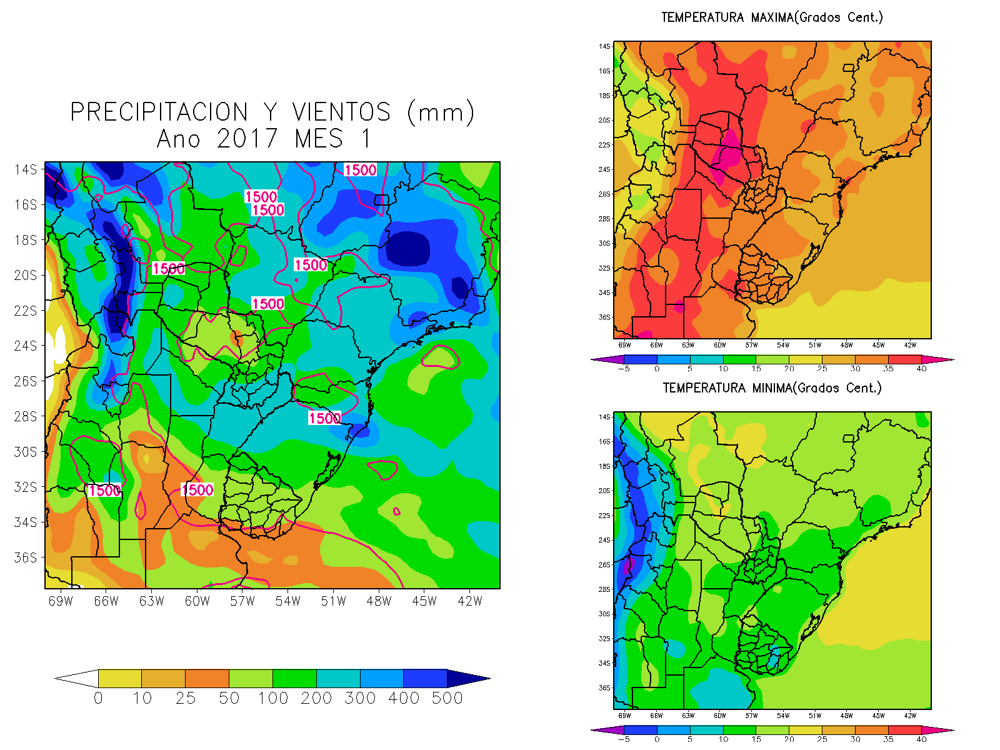 PRECIPITACION Y VIENTOS (mm)
Ano 2017 MES 1
14S
16S
18S
20S
22S
24S
26S
28S
30S
32S
34S
36S
1500
1500
1500
1500
1500
1500
1500
1500
1500
69W 66W 63W 60W 57W 54W 51W 48W 45W 42W
0 10 25 50 100 200 300 400 500
TEMPERATURA MAXIMA(Grados Cent.)
14S
16S
18S
20S
22S
24S
26S
28S
30S
32S
34S
36S
69W 66W 63W 60W 57W 54W 51W 48W 45W 42W
-5 0 5 10 15 20 25 30 35 40
TEMPERATURA MINIMA(Grados Cent.)
14S
16S
18S
20S
22S
24S
26S
28S
30S
32S
34S
36S
69W 66W 63W 60W 57W 54W 51W 48W 45W 42W
-5 0 5 10 15 20 25 30 35 40